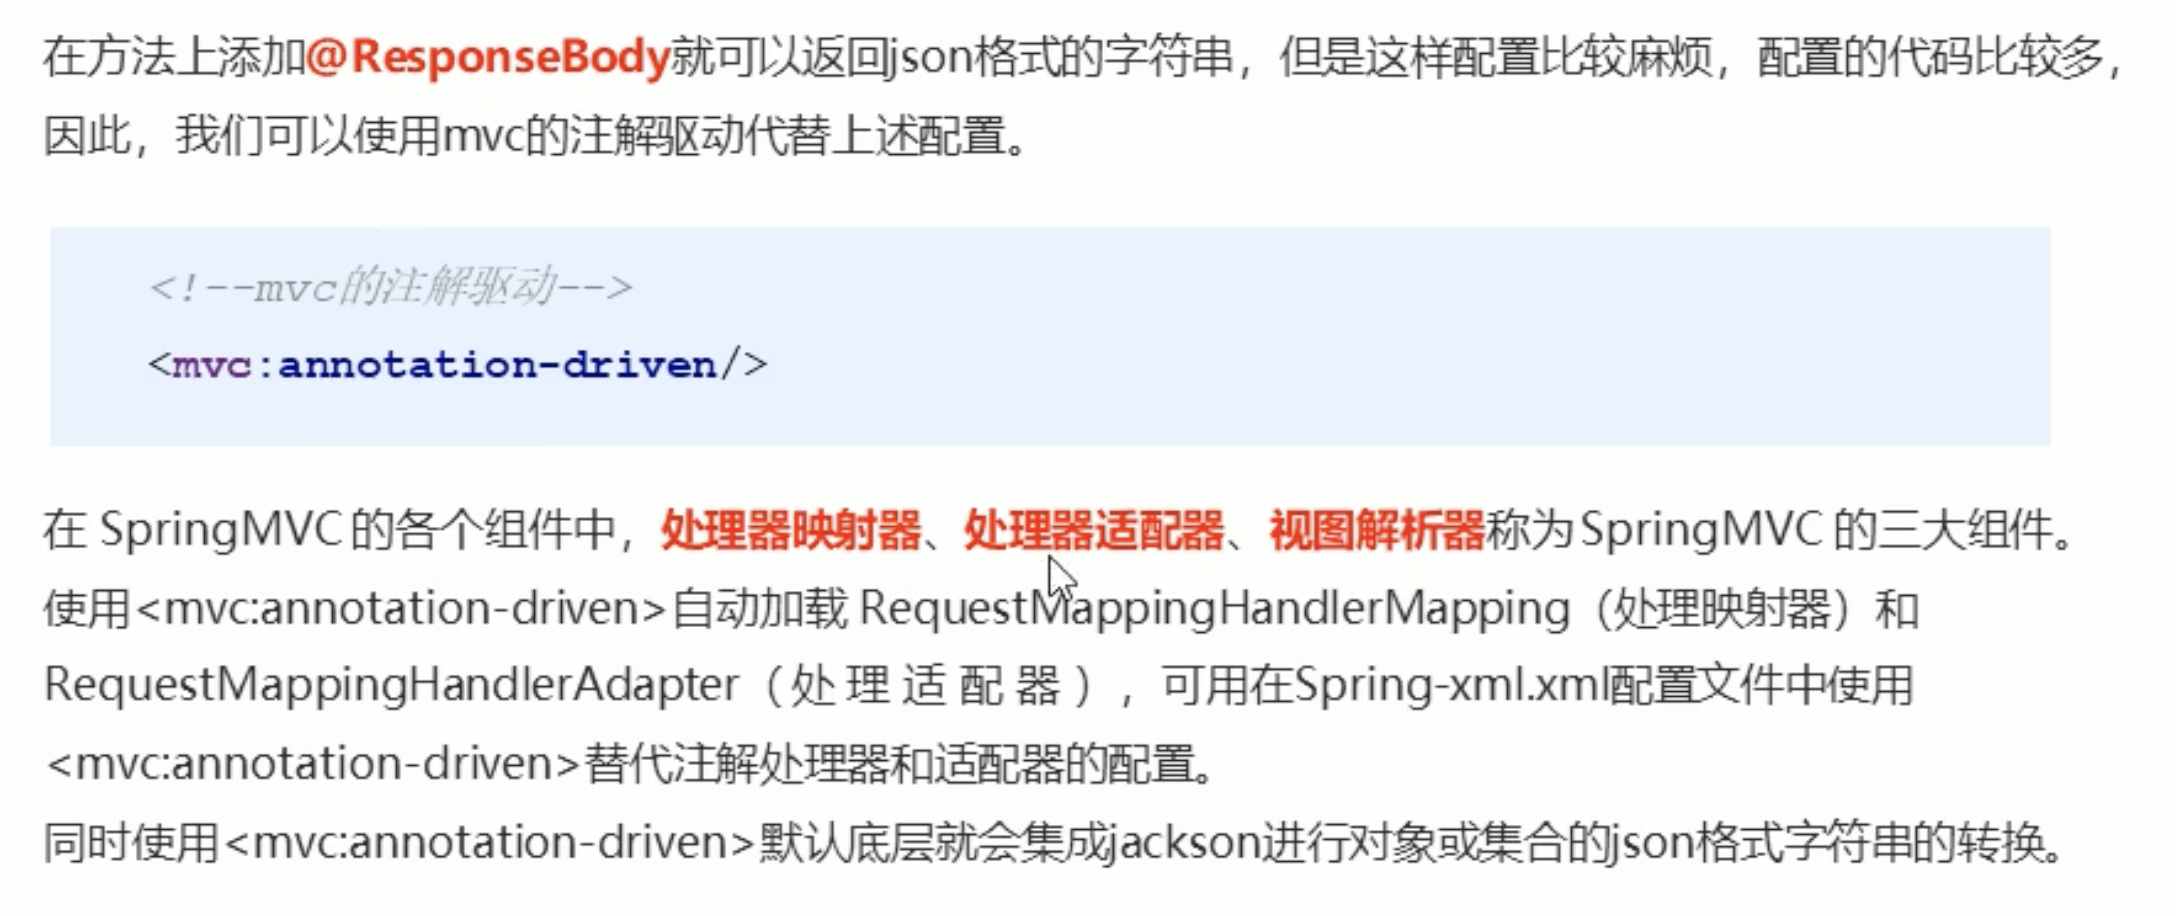 在方法上添加@ResponseBody就可以返回json格式的字符串，但是这样配置比较麻烦，配置的代码比较多，
因此，我们可以使用mvc的注解驱动代替上述配置。
<!--mvc的注解驱动-->
<mvc:annotation-driven/>
在 SpringMVC 的各个组件中，处理器映射器、处理器适配器、视图解析器称为 SpringMVC 的三大组件。
使用<mvc:annotation-driven>自动加载 RequestMappingHandlerMapping（处理映射器）和
RequestMappingHandlerAdapter（ 处 理 适 配 器 ），可用在Spring-xml.xml配置文件中使用
<mvc:annotation-driven>替代注解处理器和适配器的配置。
同时使用<mvc:annotation-driven>默认底层就会集成jackson进行对象或集合的json格式字符串的转换。